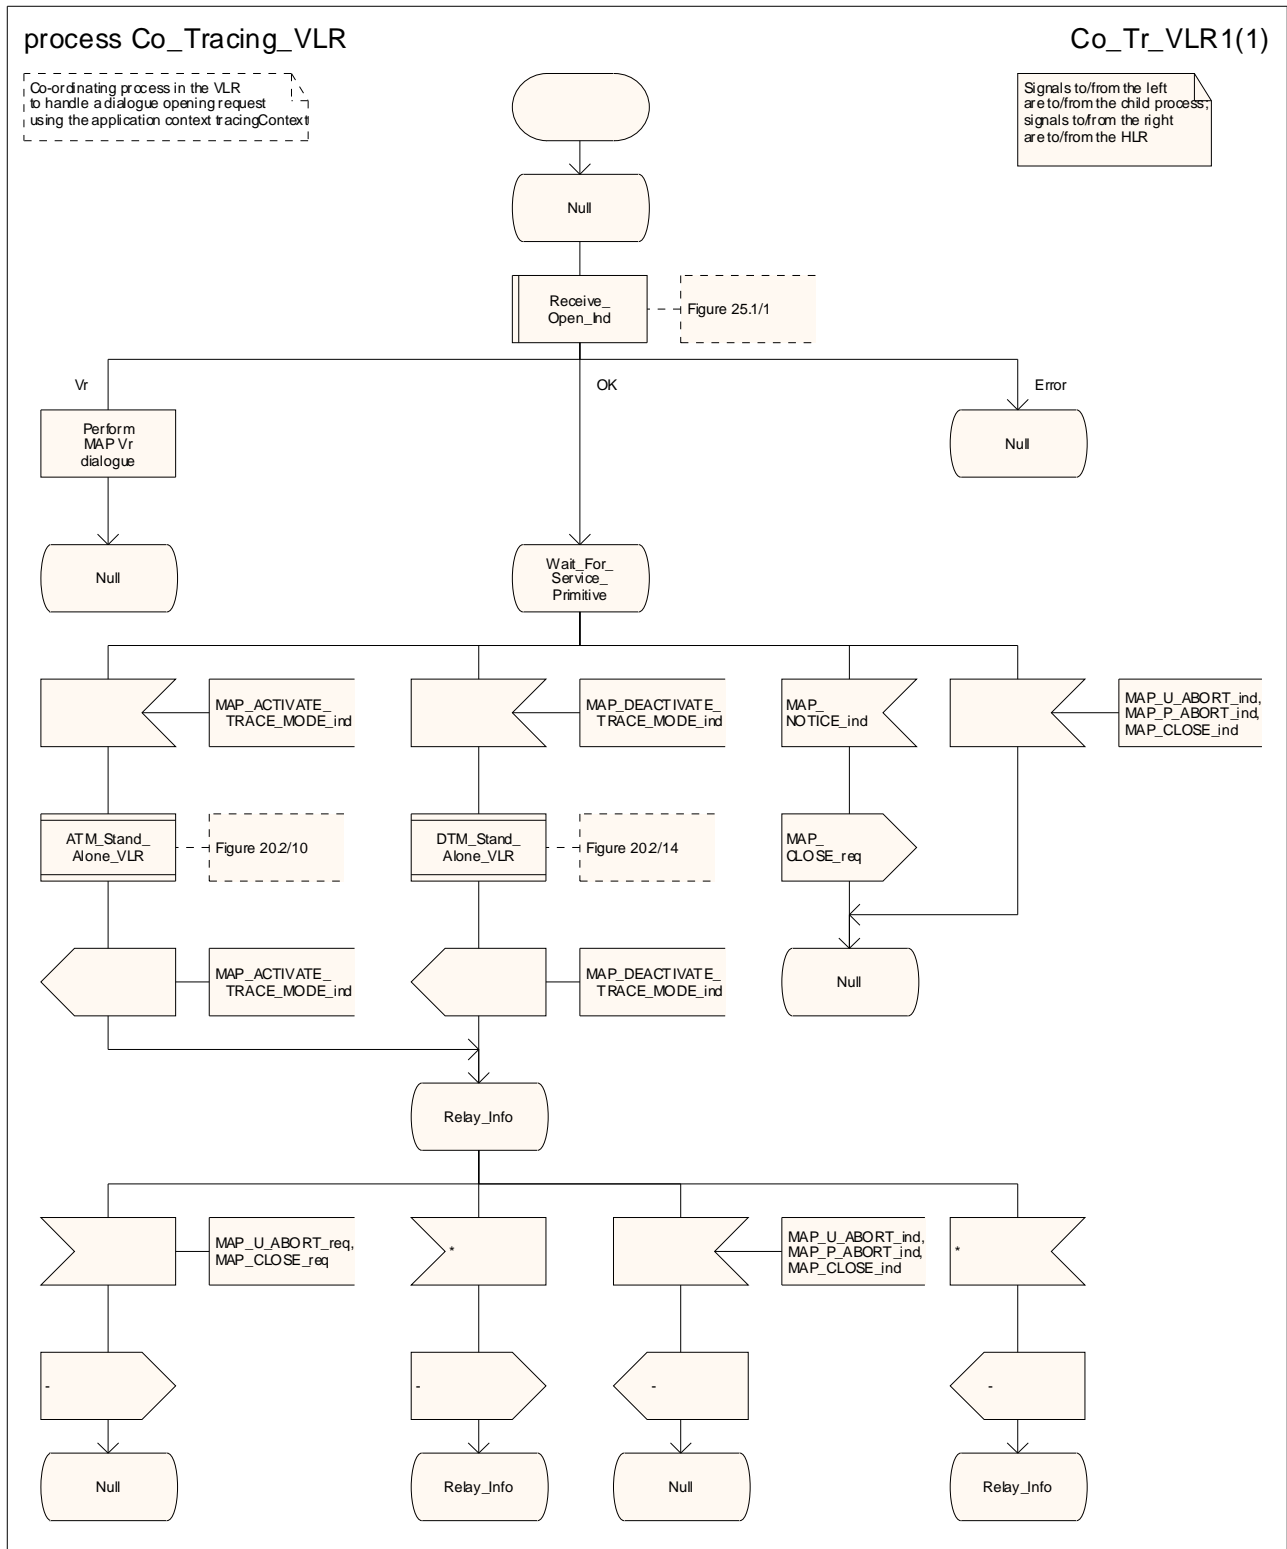 process Co_Tracing_VLR
Co_Tr_VLR1(1)
Co-ordinating process in the VLR
to handle a dialogue opening request
using the application context tracingContext
Signals to/from the left
are to/from the child process;
signals to/from the right
are to/from the HLR
Null
Receive_
Open_Ind
Figure 25.1/1
Vr
OK
Error
Perform
MAP Vr
dialogue
Null
Null
Wait_For_
Service_
Primitive
MAP_ACTIVATE_
TRACE_MODE_ind
MAP_DEACTIVATE_
TRACE_MODE_ind
MAP_
NOTICE_ind
MAP_U_ABORT_ind,
MAP_P_ABORT_ind,
MAP_CLOSE_ind
ATM_Stand_
Alone_VLR
Figure 20.2/10
DTM_Stand_
Alone_VLR
Figure 20.2/14
MAP_
CLOSE_req
MAP_ACTIVATE_
TRACE_MODE_ind
MAP_DEACTIVATE_
TRACE_MODE_ind
Null
Relay_Info
MAP_U_ABORT_req,
MAP_CLOSE_req
*
MAP_U_ABORT_ind,
MAP_P_ABORT_ind,
MAP_CLOSE_ind
*
-
-
-
-
Null
Relay_Info
Null
Relay_Info